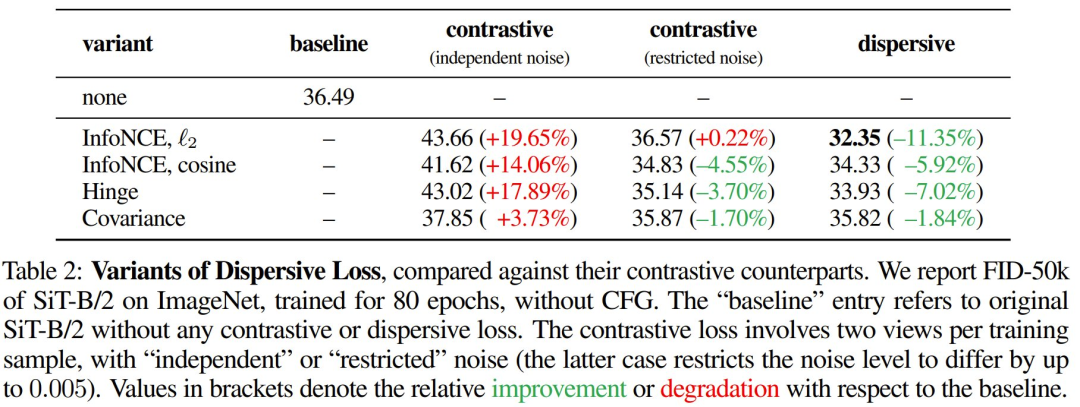 variant baseline contrastive (independent noise) contrastive (restricted noise) dispersive
none 36.49 – – –
InfoNCE, ℓ2 – 43.66 (+19.65%) 36.57 (+0.22%) 32.35 (–11.35%)
InfoNCE, cosine – 41.62 (+14.06%) 34.83 (–4.55%) 34.33 ( –5.92%)
Hinge – 43.02 (+17.89%) 35.14 (–3.70%) 33.93 ( –7.02%)
Covariance – 37.85 ( +3.73%) 35.87 (–1.70%) 35.82 ( –1.84%)
Table 2: Variants of Dispersive Loss, compared against their contrastive counterparts. We report FID-50k
of SiT-B/2 on ImageNet, trained for 80 epochs, without CFG. The “baseline” entry refers to original
SiT-B/2 without any contrastive or dispersive loss. The contrastive loss involves two views per training
sample, with “independent” or “restricted” noise (the latter case restricts the noise level to differ by up
to 0.005). Values in brackets denote the relative improvement or degradation with respect to the baseline.